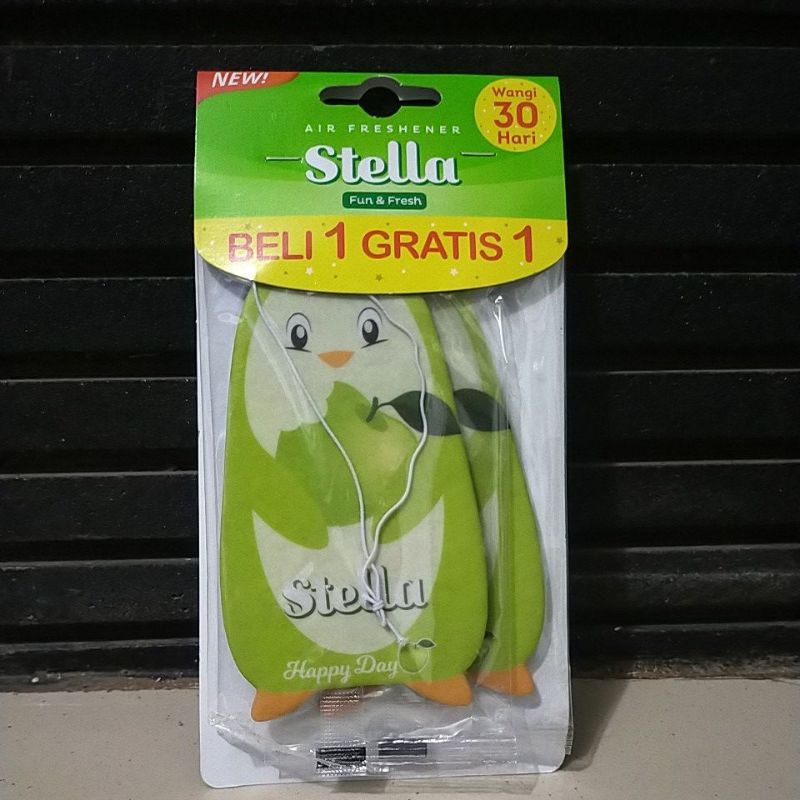 NEW!
Wangi
30
Hari
AIR FRESHENER
Stella
Fun & Fresh
BELI 1 GRATIS 1
Stella
Happy Day